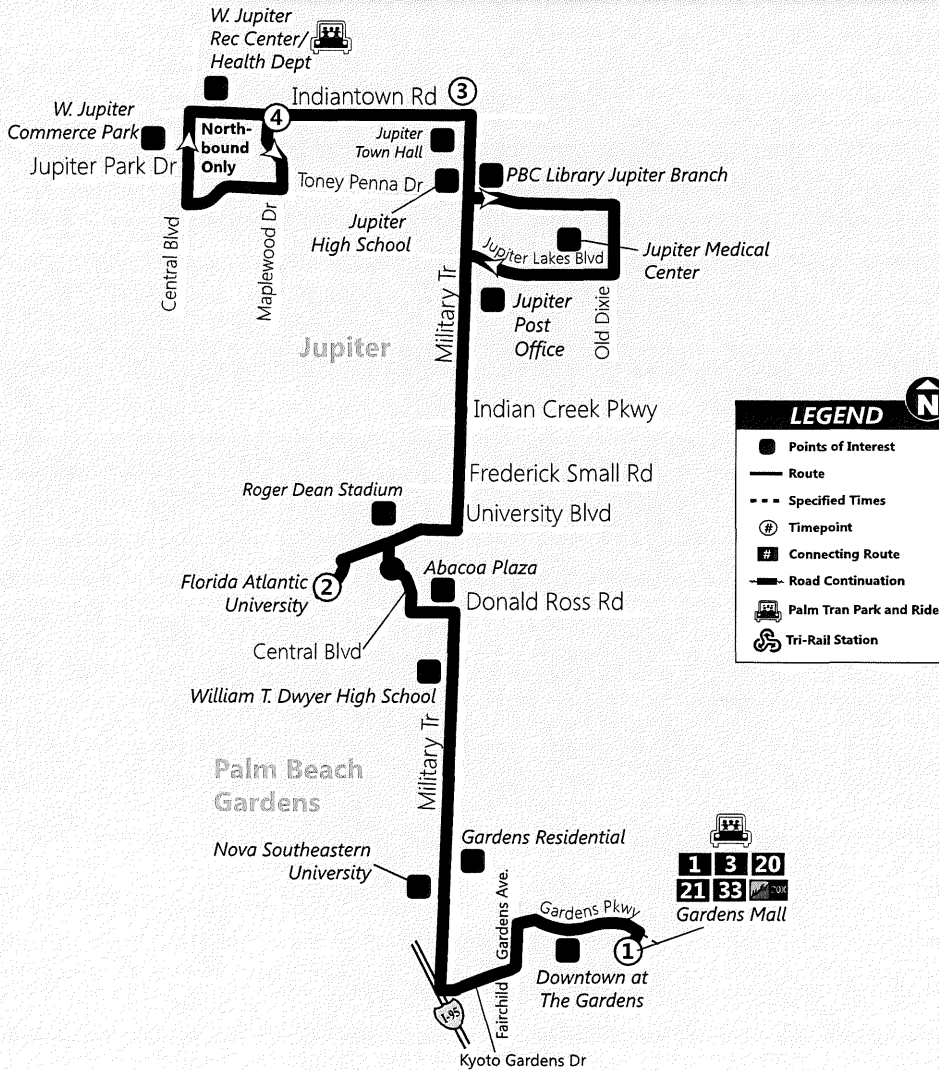 W. Jupiter
Rec Center/
Health Dept
Indiantown Rd 3
4
W. Jupiter
Commerce Park
North-
bound
Only
Jupiter
Town Hall
Jupiter Park Dr
Toney Penna Dr
PBC Library Jupiter Branch
Jupiter
High School
Jupiter Lakes Blvd
Jupiter Medical
Center
Central Blvd
Maplewood Dr
Military Tr
Jupiter
Post
Office
Old Dixie
Jupiter
Indian Creek Pkwy
N
LEGEND
Points of Interest
Route
Specified Times
# Timepoint
# Connecting Route
Road Continuation
Palm Tran Park and Ride
Tri-Rail Station
Frederick Small Rd
Roger Dean Stadium
University Blvd
Florida Atlantic
University
2
Abacoa Plaza
Donald Ross Rd
Central Blvd
William T. Dwyer High School
Military Tr
Palm Beach
Gardens
Nova Southeastern
University
Gardens Residential
1 3 20
21 33
Gardens Mall
Fairchild Gardens Ave.
Gardens Pkwy
1
Downtown at
The Gardens
I-95
Kyoto Gardens Dr